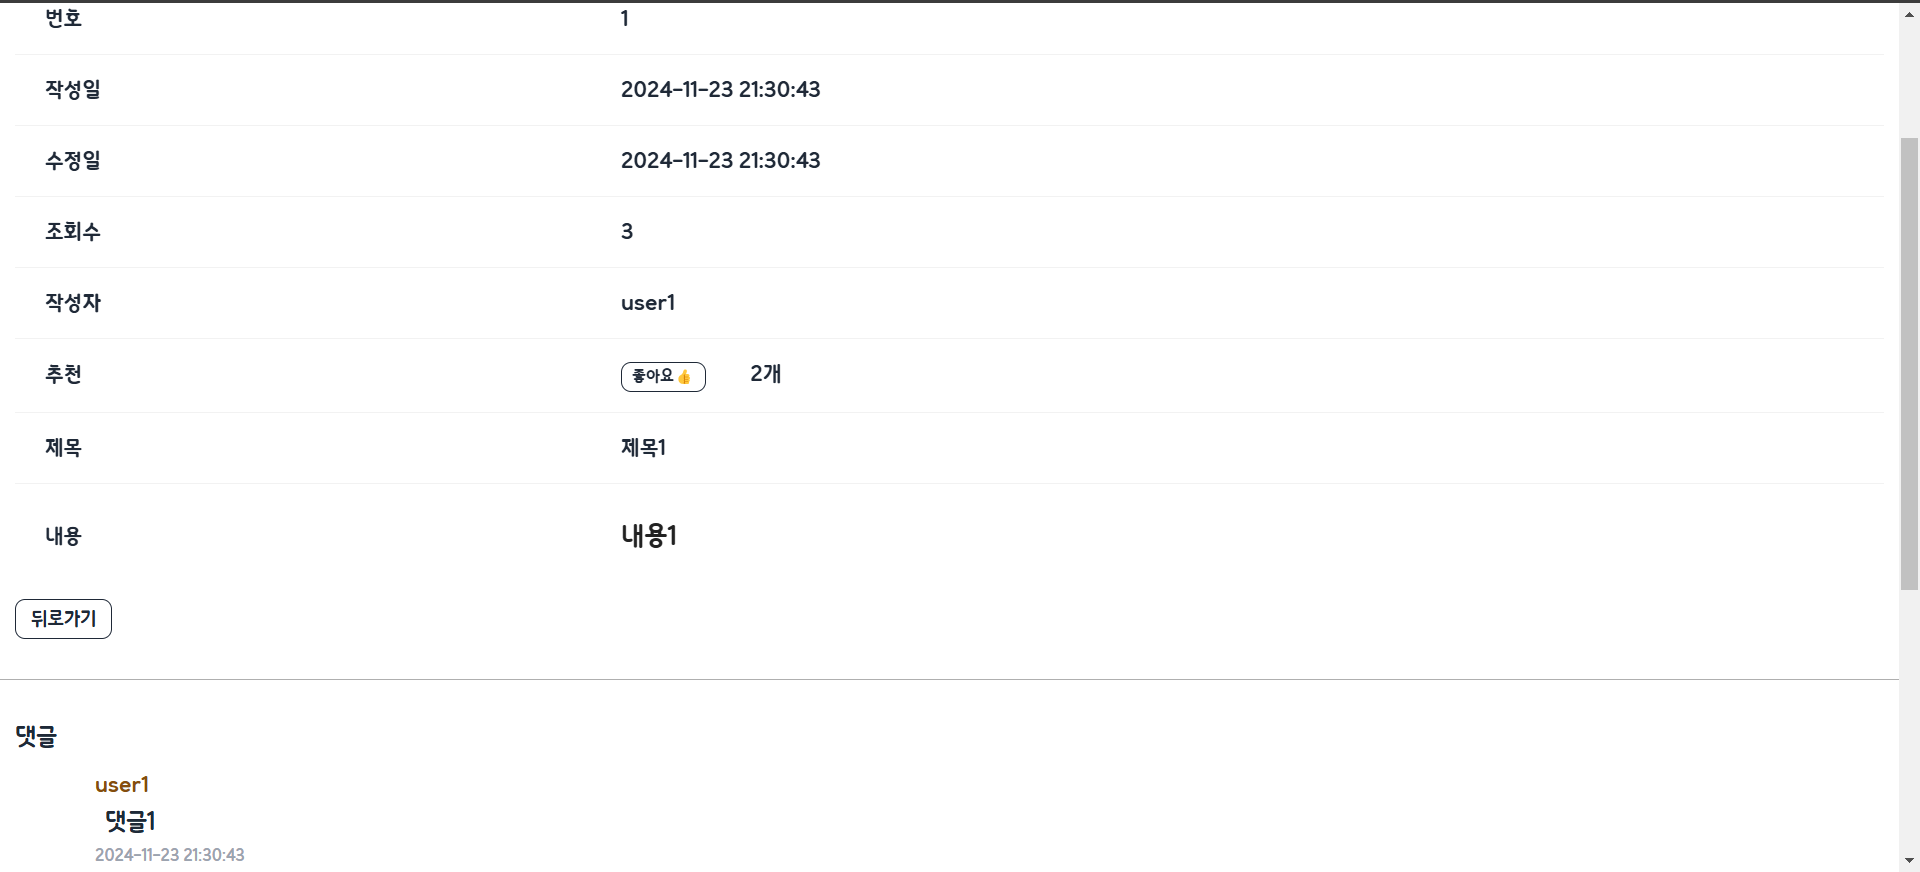 번호 1
작성일 2024-11-23 21:30:43
수정일 2024-11-23 21:30:43
조회수 3
작성자 user1
추천 좋아요👍 2개
제목 제목1
내용 내용1
뒤로가기
댓글
user1
댓글1
2024-11-23 21:30:43